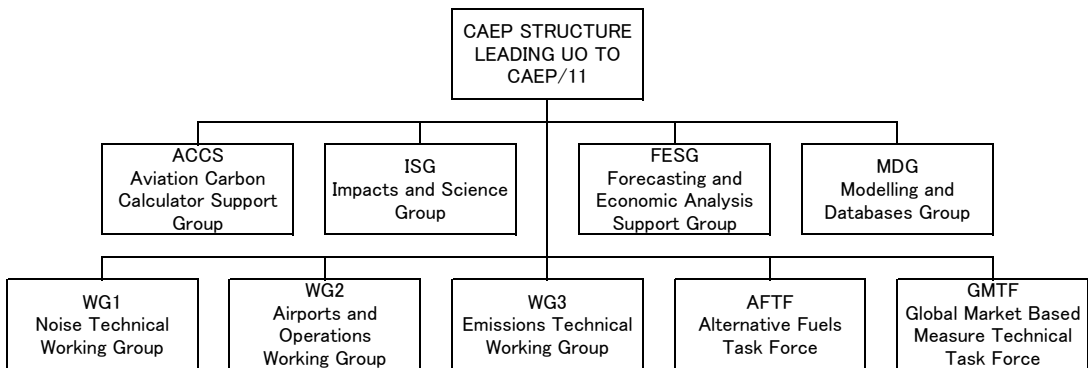 CAEP STRUCTURE
LEADING UO TO
CAEP/11
ACCS
Aviation Carbon
Calculator Support
Group
ISG
Impacts and Science
Group
FESG
Forecasting and
Economic Analysis
Support Group
MDG
Modelling and
Databases Group
WG1
Noise Technical
Working Group
WG2
Airports and
Operations
Working Group
WG3
Emissions Technical
Working Group
AFTF
Alternative Fuels
Task Force
GMTF
Global Market Based
Measure Technical
Task Force